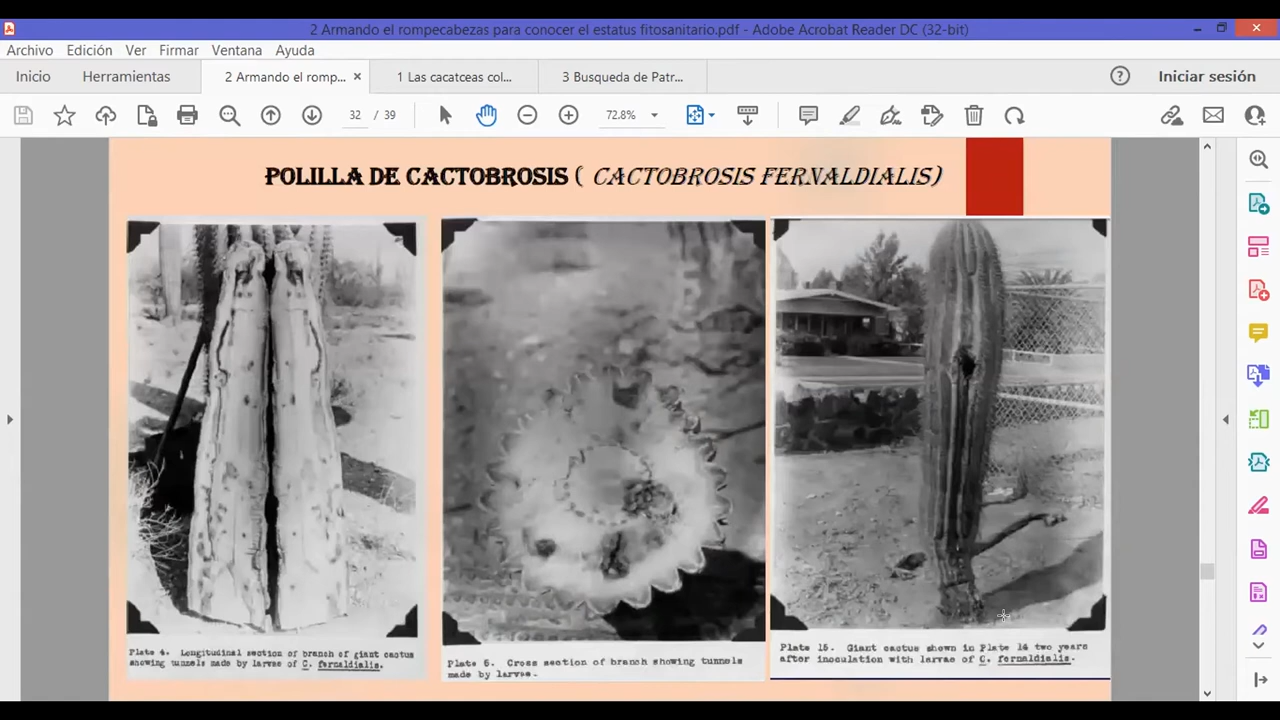 2 Armando el rompecabezas para conocer el estatus fitosanitario.pdf - Adobe Acrobat Reader DC (32-bit)
Archivo Edición Ver Firmar Ventana Ayuda
Inicio Herramientas 2 Armando el romp... × 1 Las cacatceas col... 3 Busqueda de Patr... Iniciar sesión
32 / 39 72.8%
POLILLA DE CACTOBROSIS ( CACTOBROSIS FERNALDIALIS)
Plate 4. Longitudinal section of branch of giant cactus
showing tunnels made by larvae of C. fernaldialis.
Plate 6. Cross section of branch showing tunnels
made by larvae.
Plate 15. Giant cactus shown in Plate 14 two years
after inoculation with larvae of C. fernaldialis.